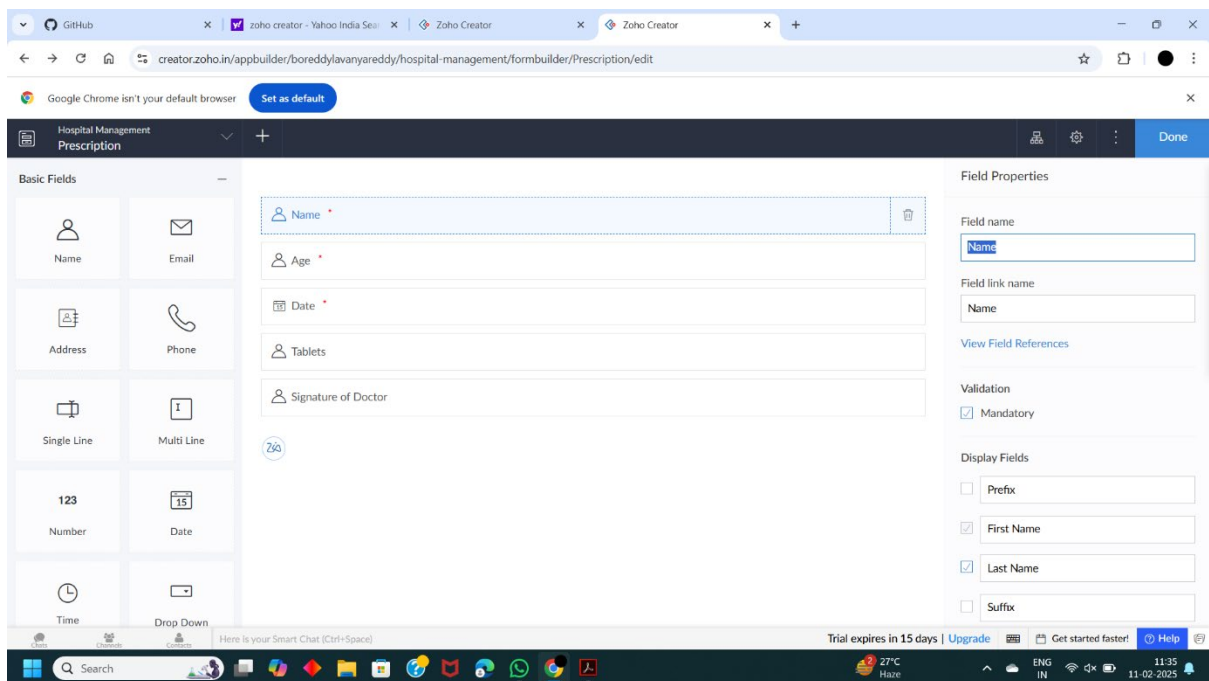 GitHub
zoho creator - Yahoo India Sear
Zoho Creator
Zoho Creator
creator.zoho.in/appbuilder/boreddylavanyareddy/hospital-management/formbuilder/Prescription/edit
Google Chrome isn't your default browser
Set as default
Hospital Management
Prescription
Done
Basic Fields
Name
Email
Address
Phone
Single Line
Multi Line
123
15
Number
Date
Time
Drop Down
Name *
Age *
15 Date *
Tablets
Signature of Doctor
Zia
Field Properties
Field name
Name
Field link name
Name
View Field References
Validation
Mandatory
Display Fields
Prefix
First Name
Last Name
Suffix
Chats
Channels
Contacts
Here is your Smart Chat (Ctrl+Space)
Trial expires in 15 days | Upgrade
Get started faster!
Help
Search
2
27°C
Haze
ENG
IN
11:35
11-02-2025